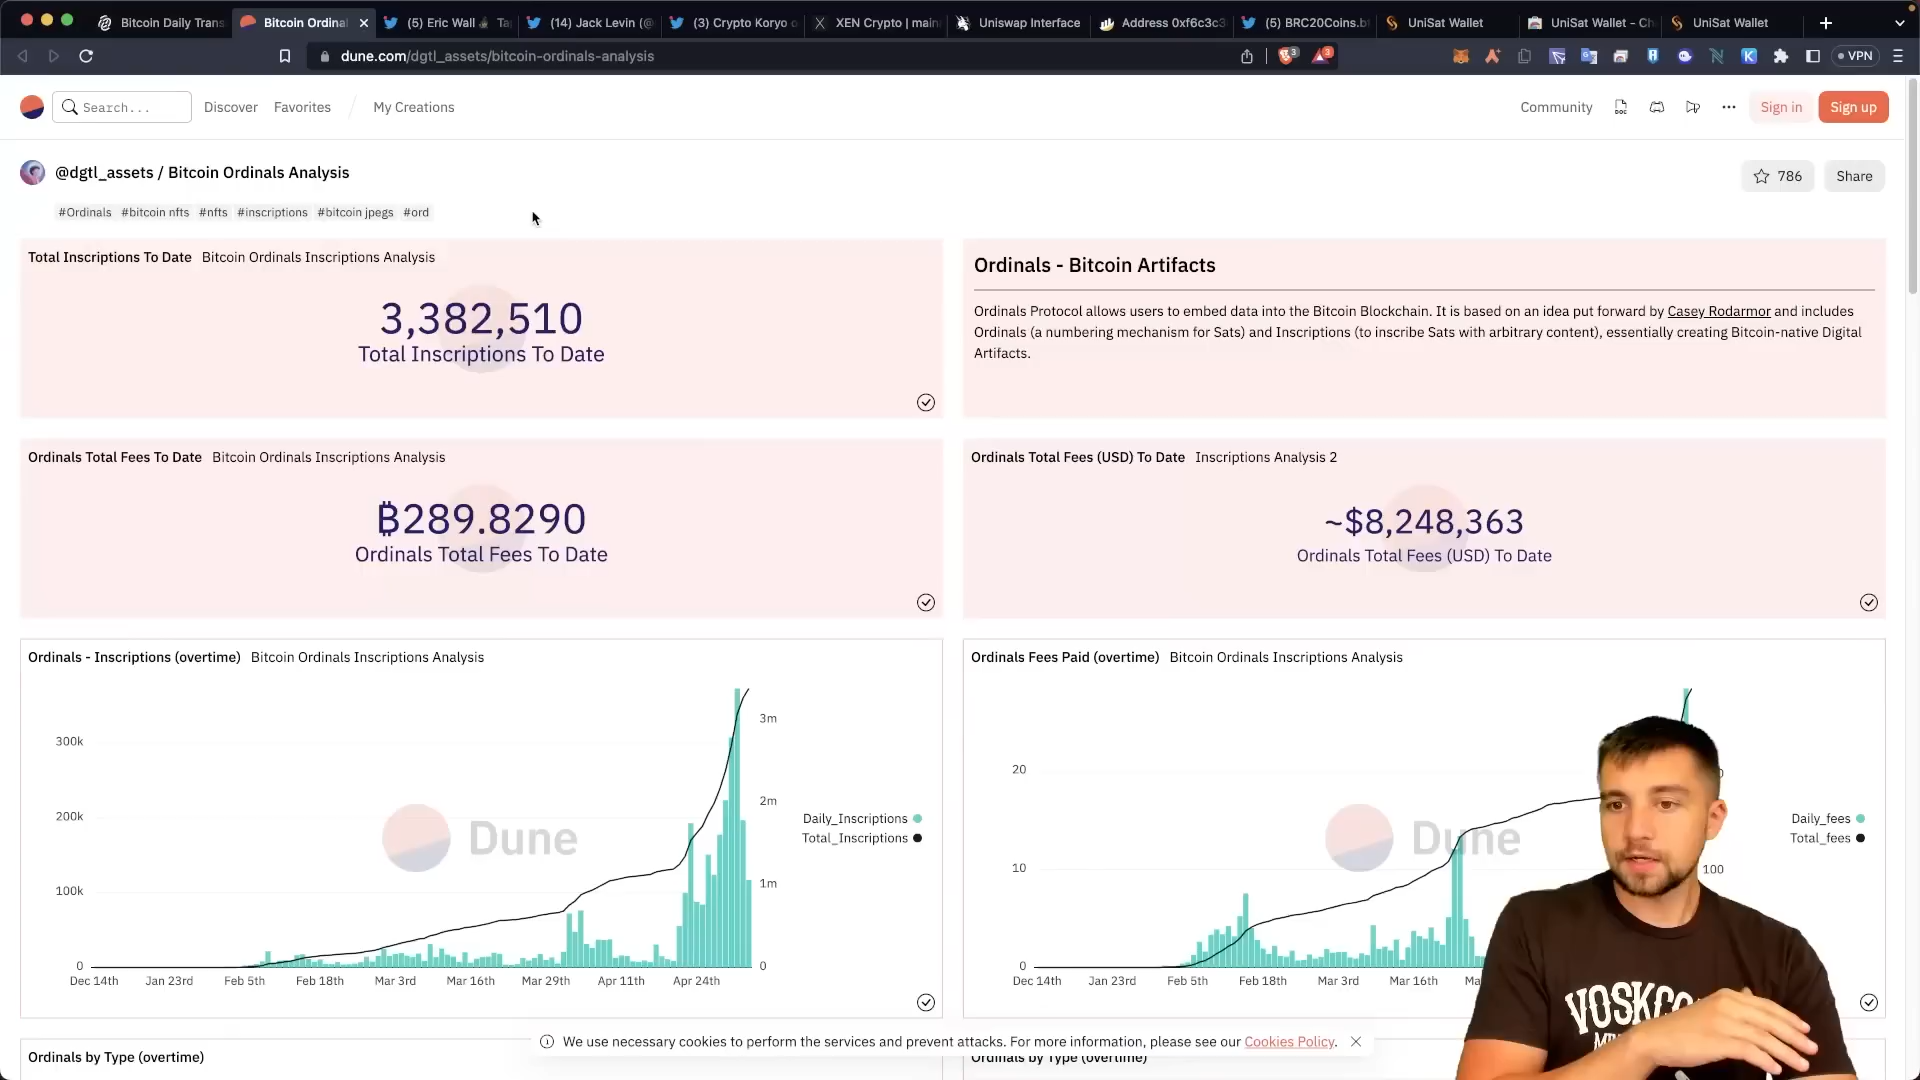 Bitcoin Daily Trans
Bitcoin Ordinal
(5) Eric Wall
(14) Jack Levin (@
(3) Crypto Koryo o
XEN Crypto | main
Uniswap Interface
Address 0xf6c3c3
(5) BRC20Coins.b
UniSat Wallet
UniSat Wallet - Ch
UniSat Wallet
dune.com/dgtl_assets/bitcoin-ordinals-analysis
3
3
VPN
Search...
Discover
Favorites
/
My Creations
Community
DOC
Sign in
Sign up
@dgtl_assets / Bitcoin Ordinals Analysis
786
Share
#Ordinals #bitcoin nfts #nfts #inscriptions #bitcoin jpegs #ord
Total Inscriptions To Date Bitcoin Ordinals Inscriptions Analysis
3,382,510
Total Inscriptions To Date
Ordinals - Bitcoin Artifacts
Ordinals Protocol allows users to embed data into the Bitcoin Blockchain. It is based on an idea put forward by Casey Rodarmor and includes
Ordinals (a numbering mechanism for Sats) and Inscriptions (to inscribe Sats with arbitrary content), essentially creating Bitcoin-native Digital
Artifacts.
Ordinals Total Fees To Date Bitcoin Ordinals Inscriptions Analysis
₿289.8290
Ordinals Total Fees To Date
Ordinals Total Fees (USD) To Date Inscriptions Analysis 2
~$8,248,363
Ordinals Total Fees (USD) To Date
Ordinals - Inscriptions (overtime) Bitcoin Ordinals Inscriptions Analysis
300k
200k
100k
0
3m
2m
1m
0
Dune
Daily_Inscriptions
Total_Inscriptions
Dec 14th Jan 23rd Feb 5th Feb 18th Mar 3rd Mar 16th Mar 29th Apr 11th Apr 24th
Ordinals Fees Paid (overtime) Bitcoin Ordinals Inscriptions Analysis
20
10
0
100
Dune
Daily_fees
Total_fees
Dec 14th Jan 23rd Feb 5th Feb 18th Mar 3rd Mar 16th
We use necessary cookies to perform the services and prevent attacks. For more information, please see our Cookies Policy.
Ordinals by Type (overtime)
Ordinals by Type (overtime)